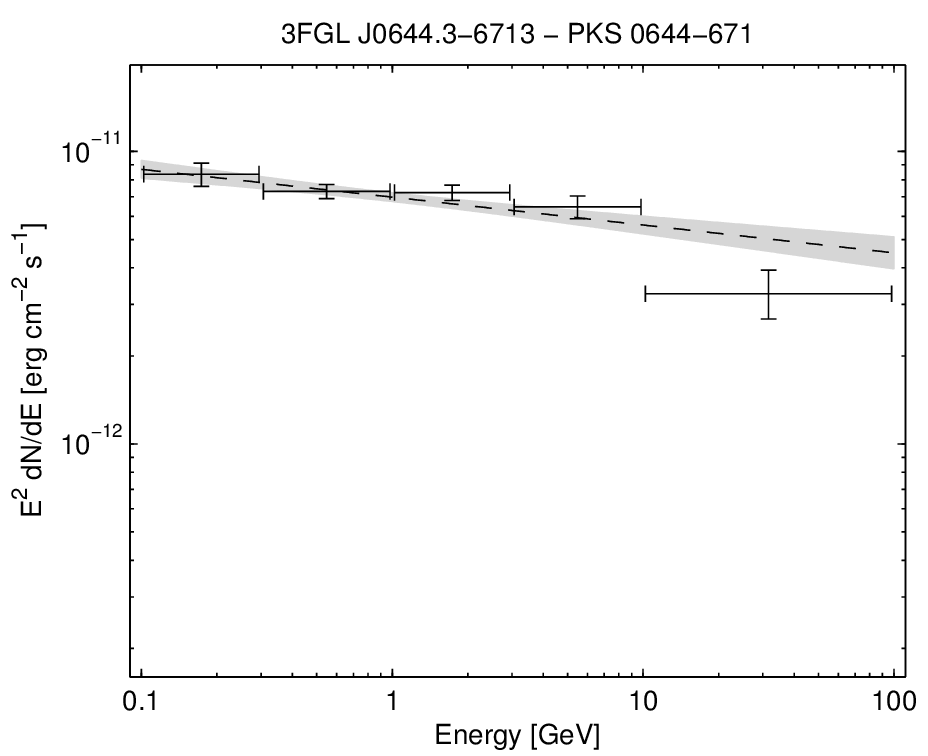 3FGL J0644.3−6713 − PKS 0644−671
E² dN/dE [erg cm⁻² s⁻¹]
10⁻¹¹
10⁻¹²
0.1 1 10 100
Energy [GeV]